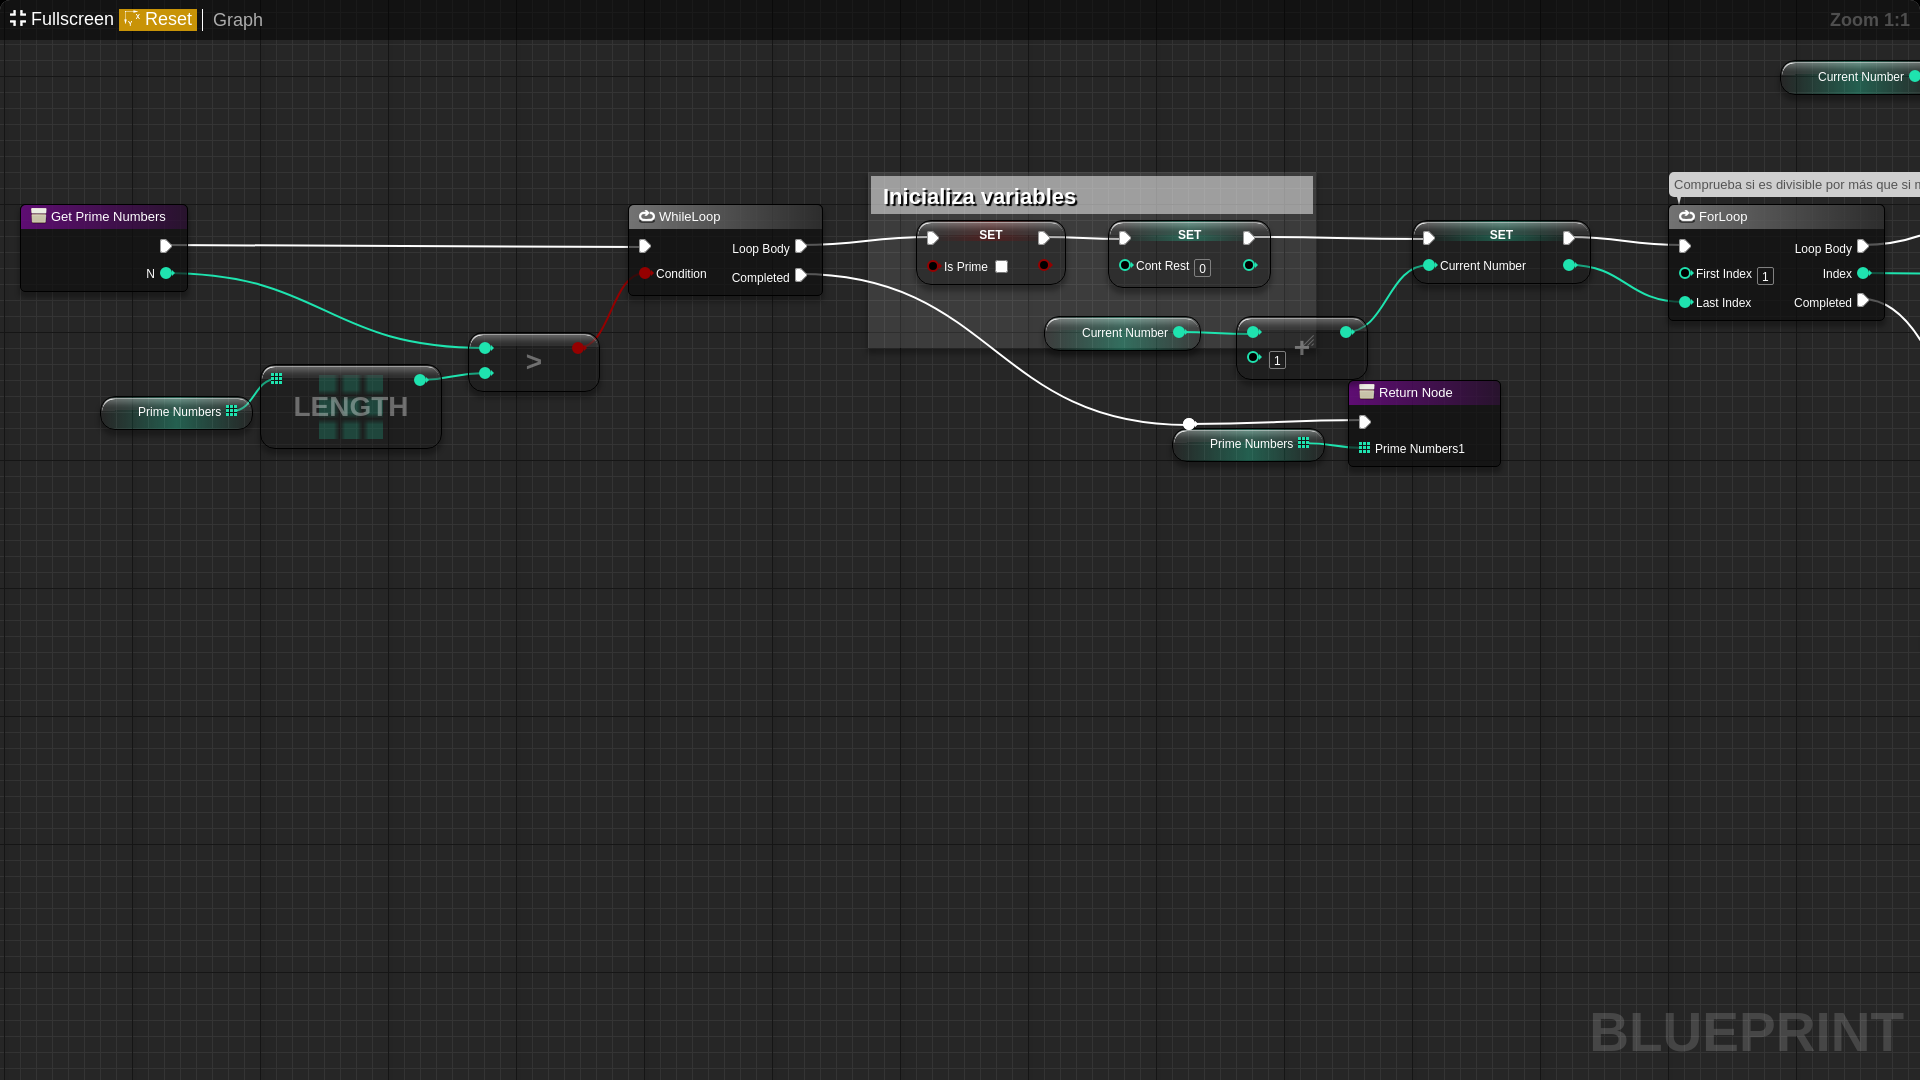 Fullscreen Reset Graph Zoom 1:1
Current Number
Inicializa variables
Comprueba si es divisible por más que si
Get Prime Numbers
N
WhileLoop
Loop Body
Condition
Completed
SET
Is Prime
SET
Cont Rest 0
SET
Current Number
ForLoop
Loop Body
First Index 1
Index
Last Index
Completed
Current Number
+
1
>
LENGTH
Prime Numbers
Return Node
Prime Numbers
Prime Numbers1
BLUEPRINT